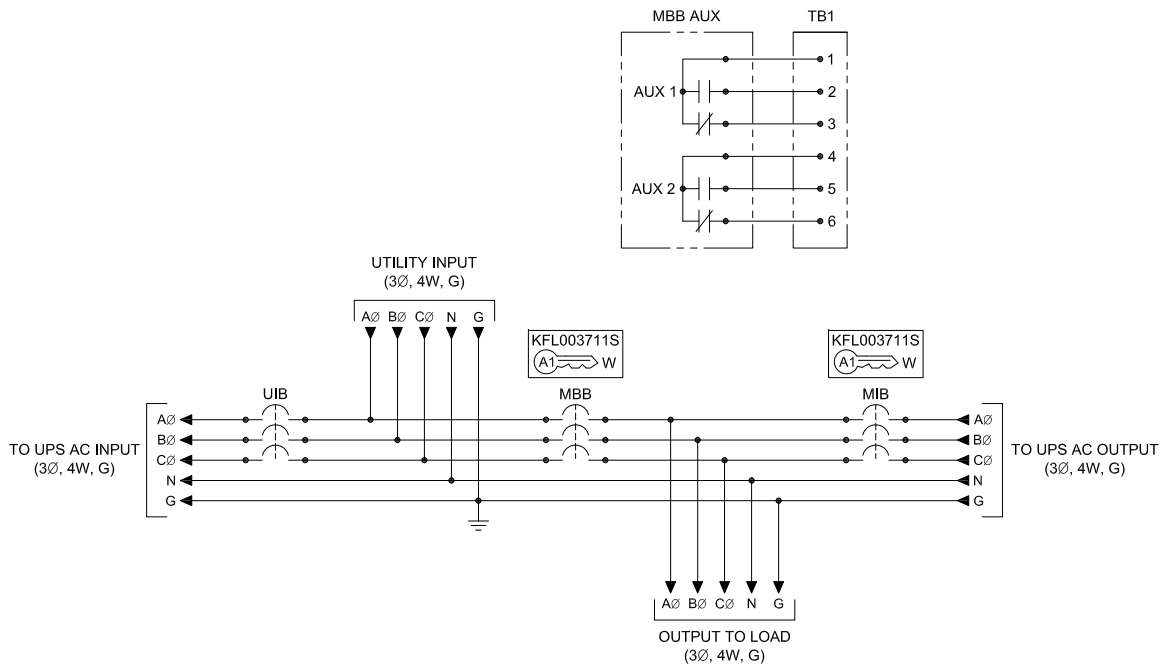 MBB AUX TB1
AUX 1
1
2
3
AUX 2
4
5
6
UTILITY INPUT
(3Ø, 4W, G)
AØ BØ CØ N G
KFL003711S
A1 W
KFL003711S
A1 W
UIB MBB MIB
TO UPS AC INPUT
(3Ø, 4W, G)
AØ
BØ
CØ
N
G
AØ
BØ
CØ
N
G
TO UPS AC OUTPUT
(3Ø, 4W, G)
AØ BØ CØ N G
OUTPUT TO LOAD
(3Ø, 4W, G)